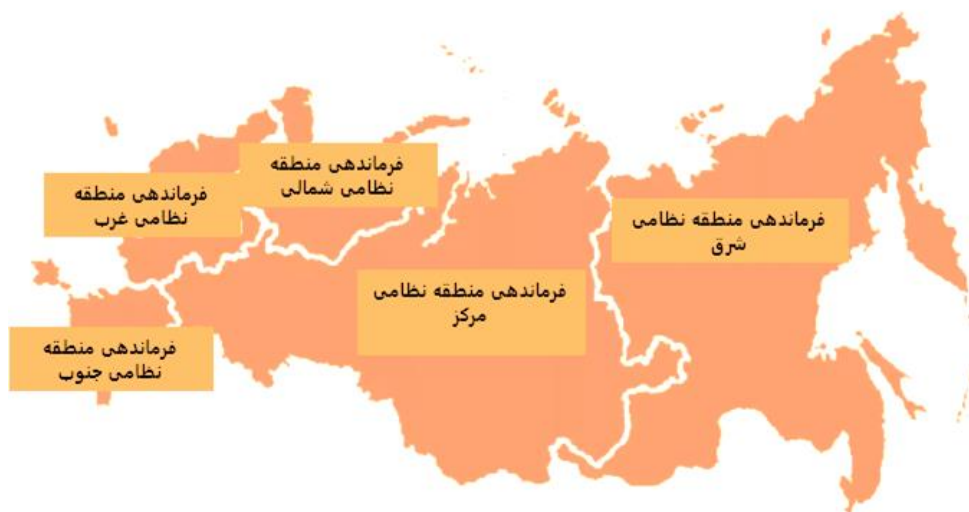 فرماندهی منطقه
نظامی شمالی
فرماندهی منطقه
نظامی غرب
فرماندهی منطقه نظامی
شرق
فرماندهی منطقه نظامی
مرکز
فرماندهی منطقه
نظامی جنوب